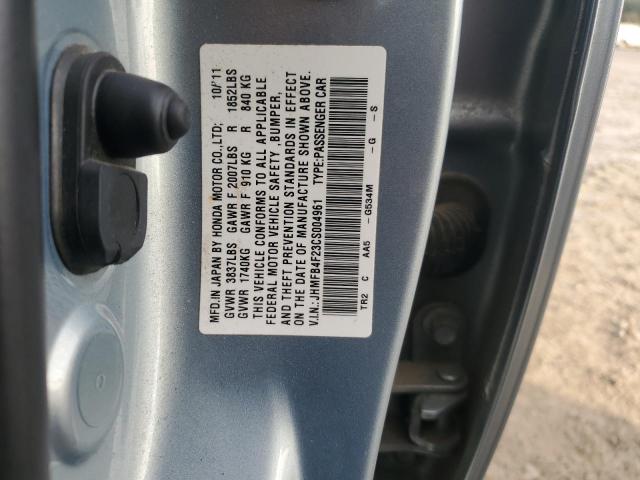 MFD.IN JAPAN BY HONDA MOTOR CO.,LTD; 10/'11
GVWR 3837LBS GAWR F 2007LBS R 1852LBS
GVWR 1740KG GAWR F 910 KG R 840 KG
THIS VEHICLE CONFORMS TO ALL APPLICABLE
FEDERAL MOTOR VEHICLE SAFETY ,BUMPER,
AND THEFT PREVENTION STANDARDS IN EFFECT
ON THE DATE OF MANUFACTURE SHOWN ABOVE.
V.I.N.:JHMFB4F23CS004961 TYPE:PASSENGER CAR
TR2 C AA5 -G534M -G -S